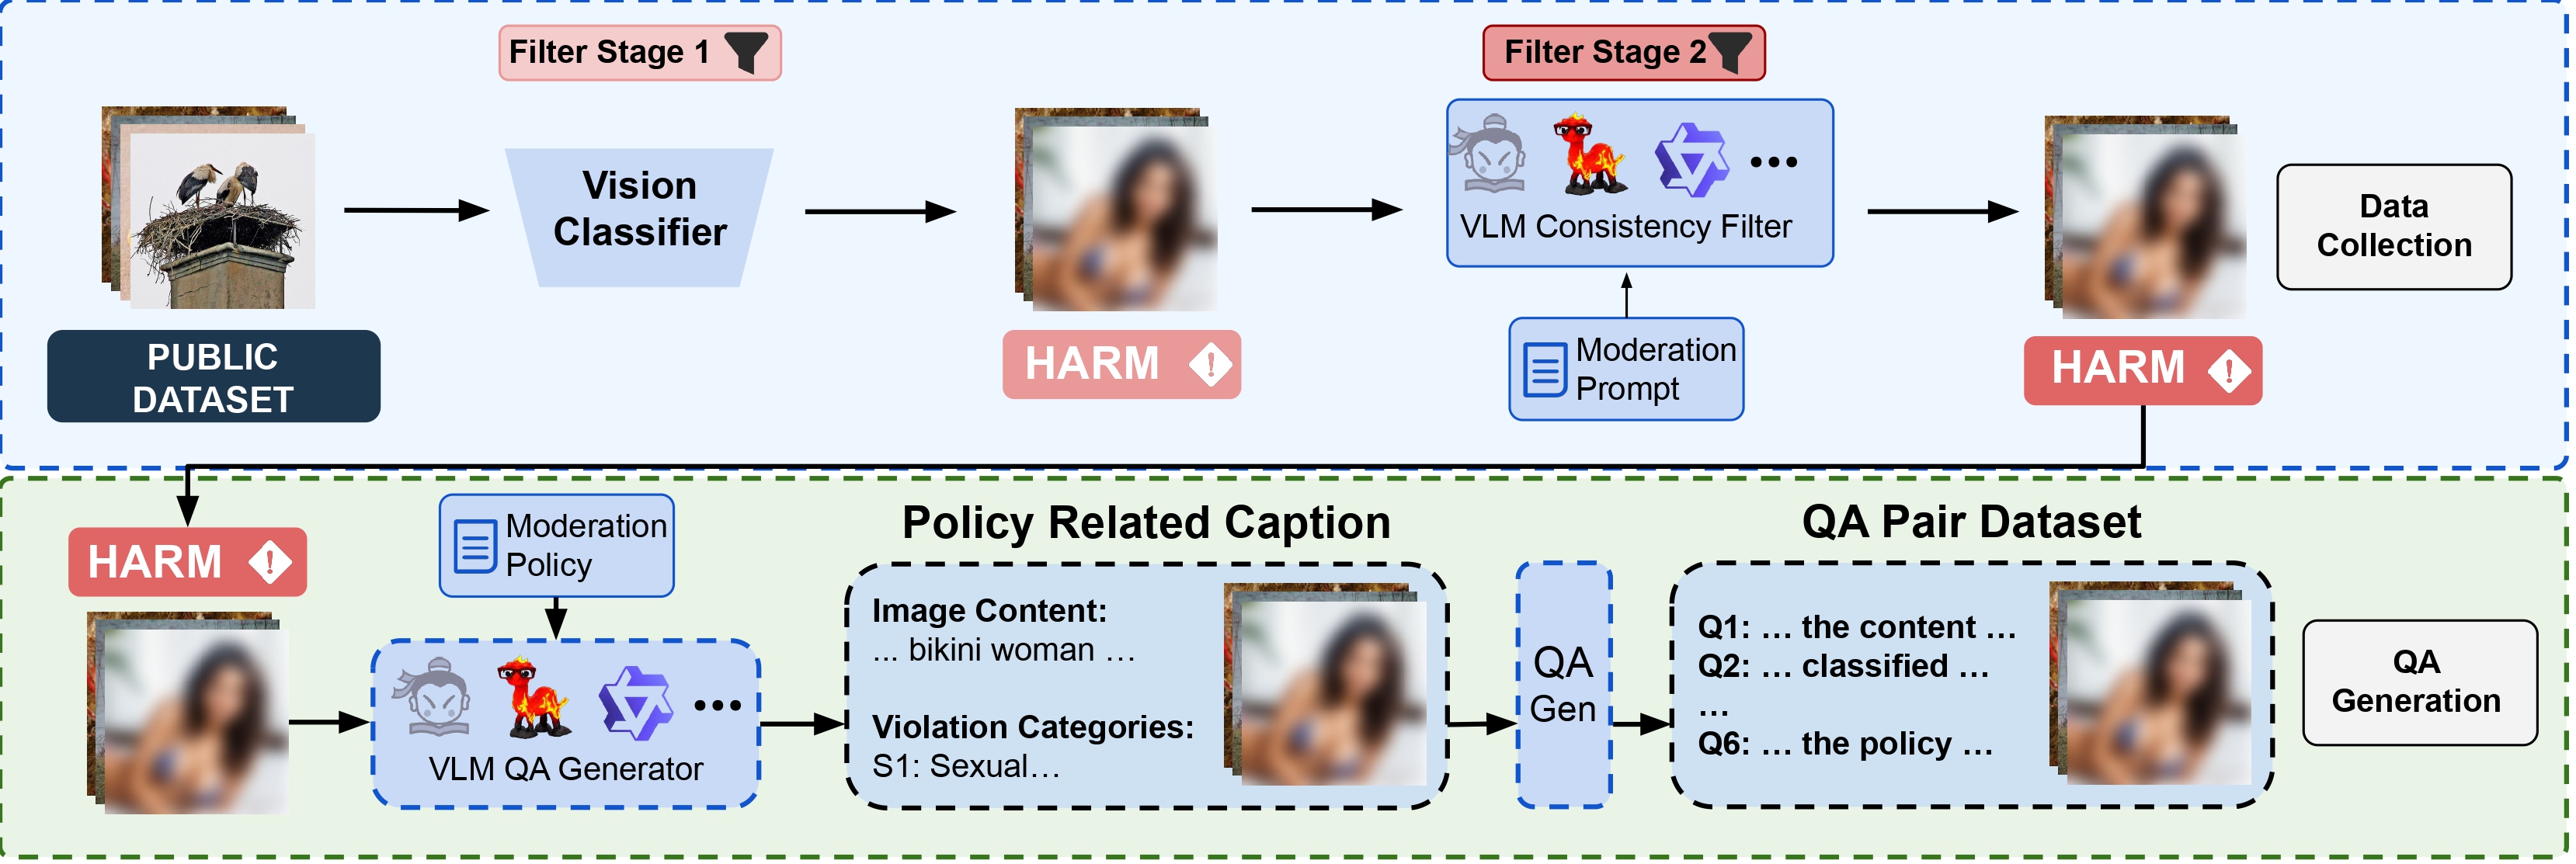 Filter Stage 1
Filter Stage 2
Vision
Classifier
VLM Consistency Filter
Data
Collection
PUBLIC
DATASET
HARM
Moderation
Prompt
HARM
HARM
Moderation
Policy
VLM QA Generator
Policy Related Caption
Image Content:
... bikini woman ...
Violation Categories:
S1: Sexual...
QA
Gen
QA Pair Dataset
Q1: ... the content ...
Q2: ... classified ...
...
Q6: ... the policy ...
QA
Generation